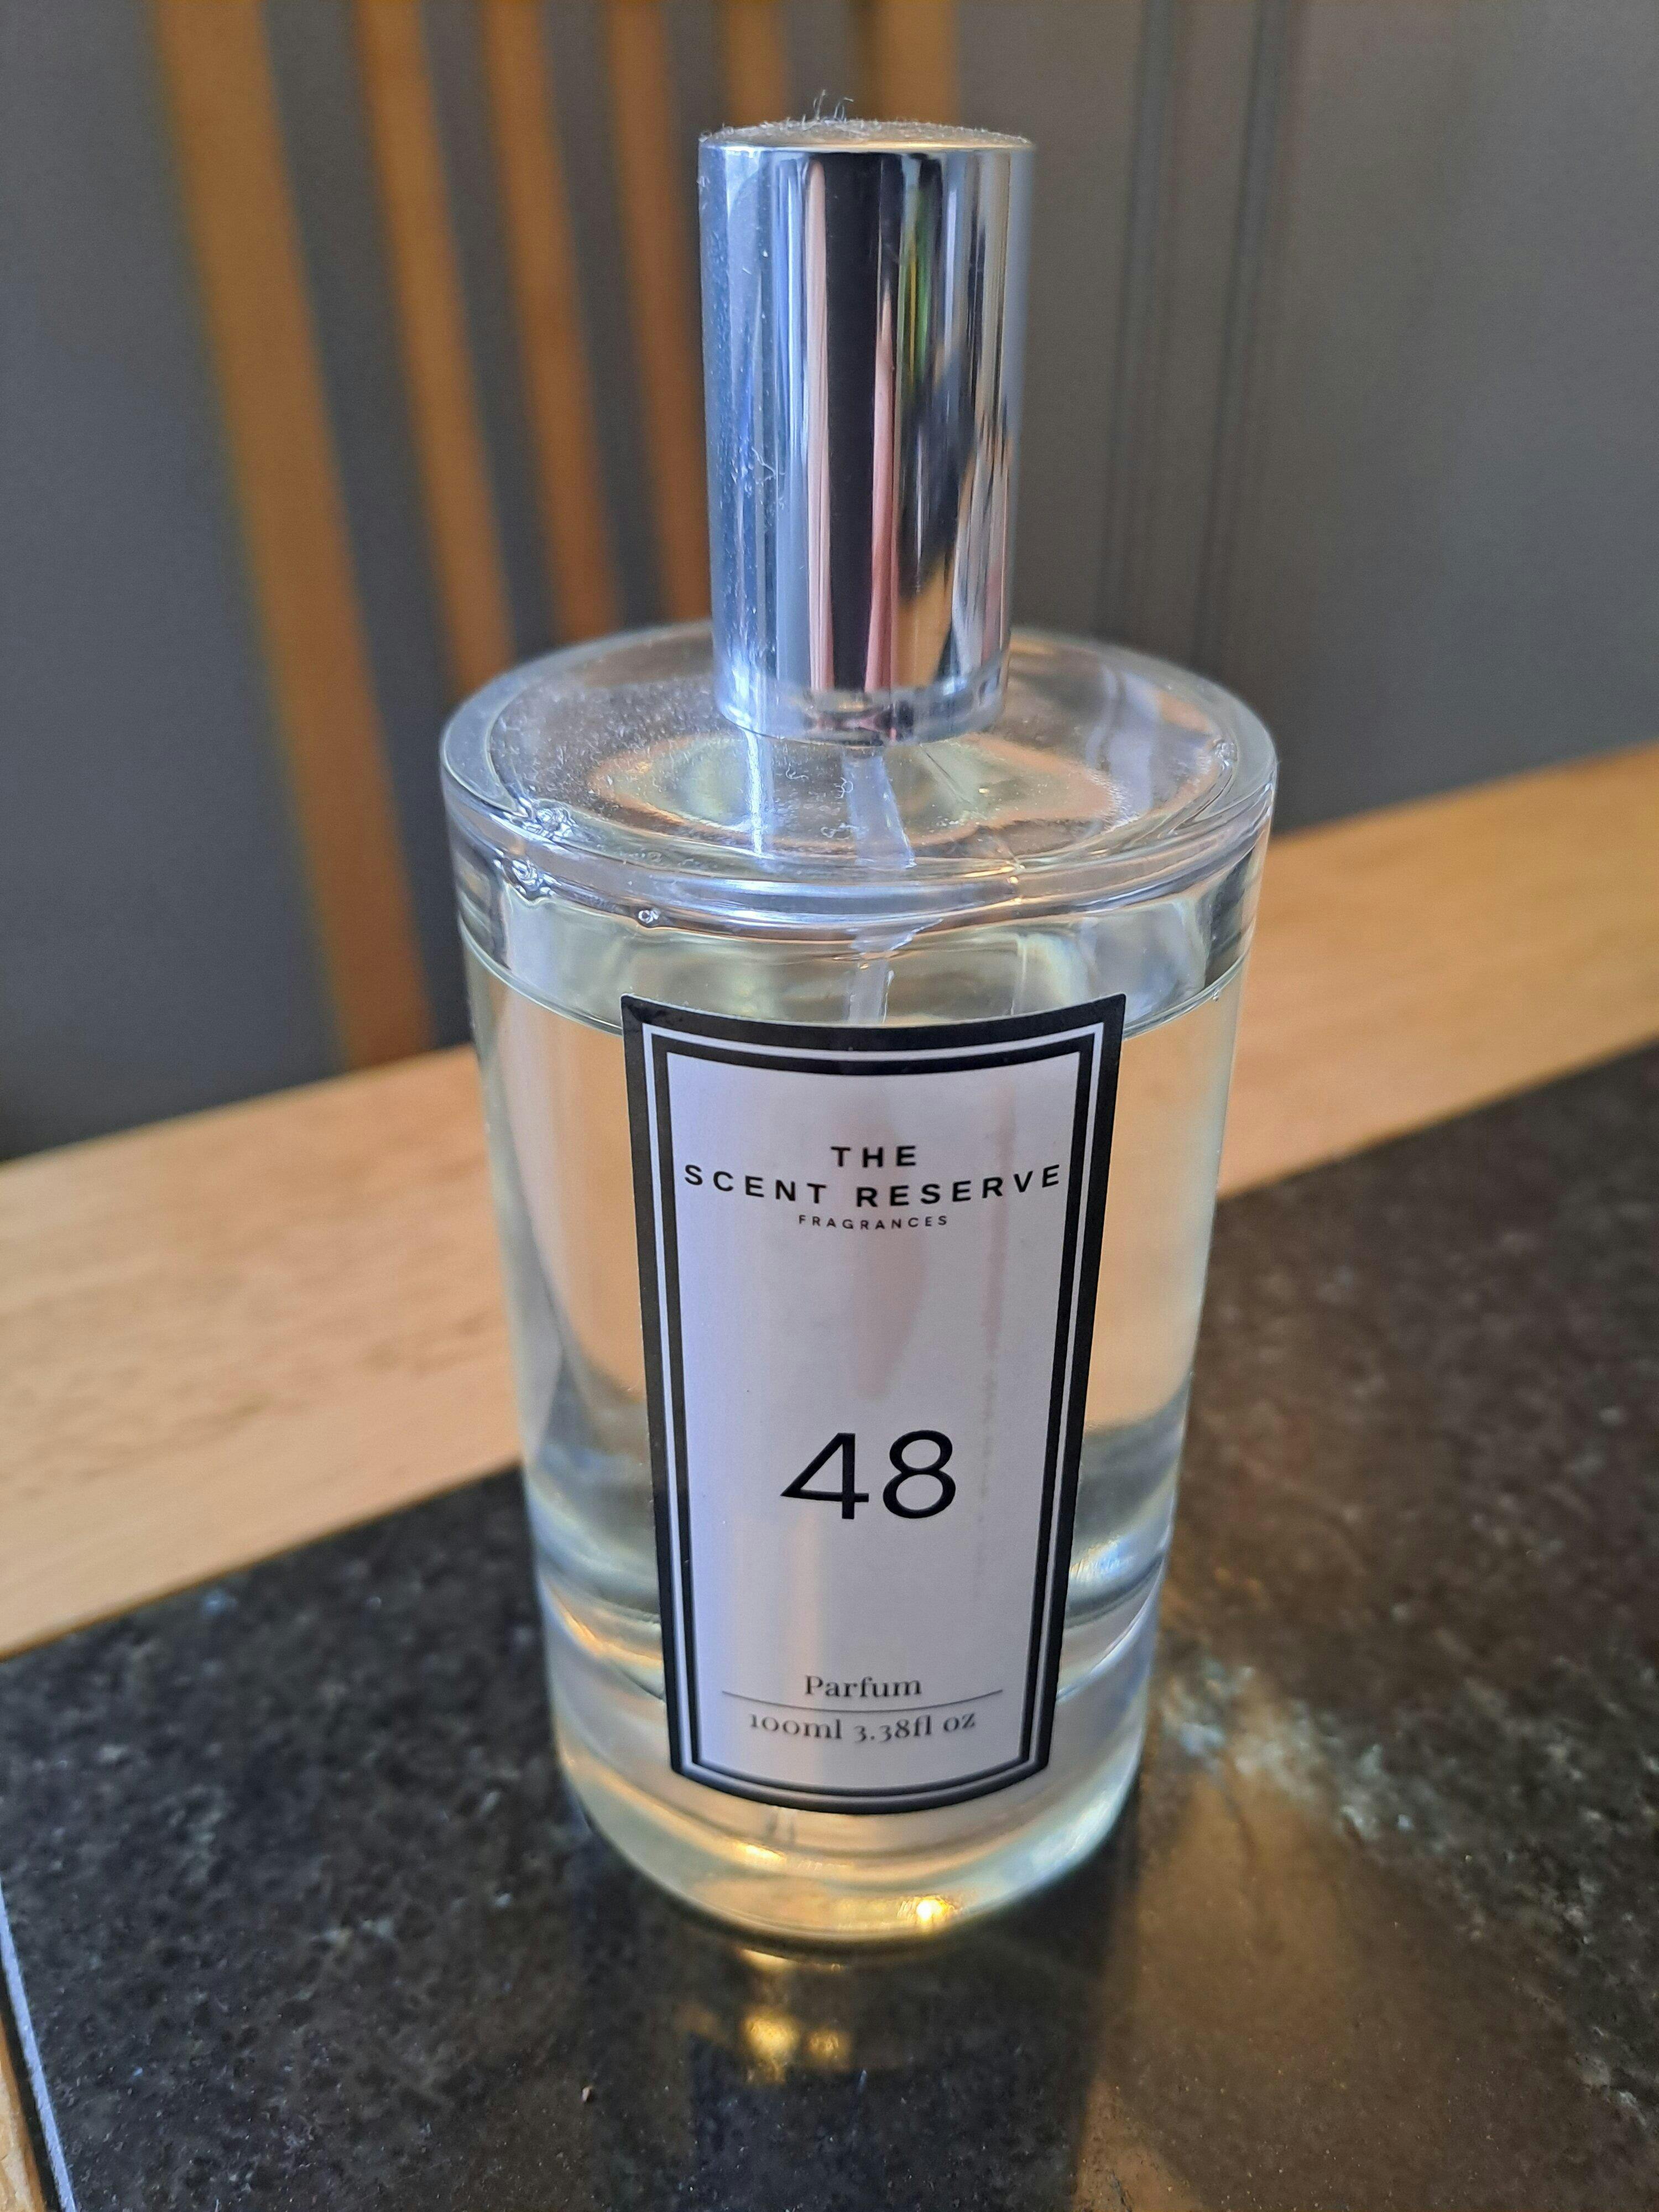 THE
SCENT RESERVE
FRAGRANCES
48
Parfum
100ml 3.38fl oz